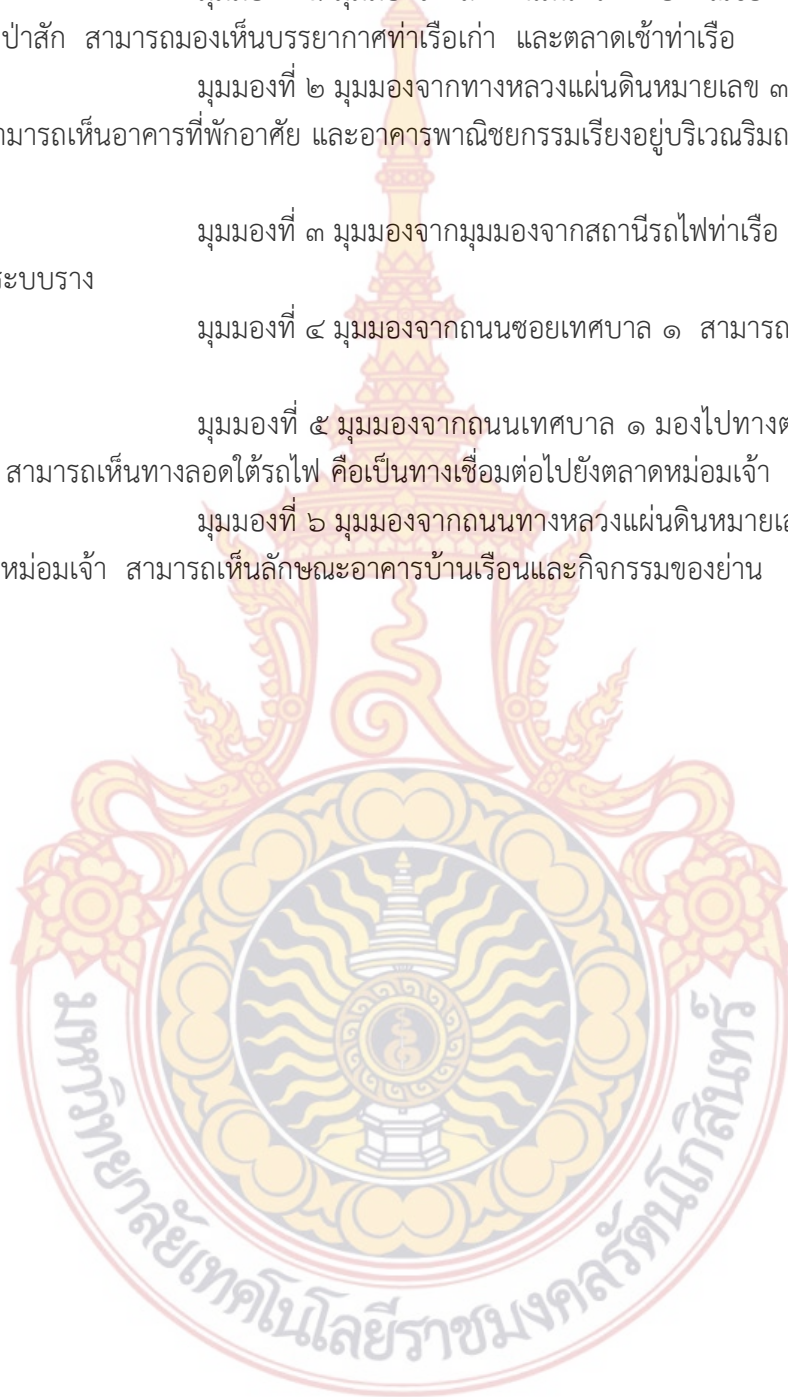 ป่าสัก สามารถมองเห็นบรรยากาศท่าเรือเก่า และตลาดเช้าท่าเรือ
มุมมองที่ ๒ มุมมองจากทางหลวงแผ่นดินหมายเลข ๓
ามารถเห็นอาคารที่พักอาศัย และอาคารพาณิชยกรรมเรียงอยู่บริเวณริมถ
มุมมองที่ ๓ มุมมองจากมุมมองจากสถานีรถไฟท่าเรือ
ระบบราง
มุมมองที่ ๔ มุมมองจากถนนซอยเทศบาล ๑ สามารถ
มุมมองที่ ๕ มุมมองจากถนนเทศบาล ๑ มองไปทางต
สามารถเห็นทางลอดใต้รถไฟ คือเป็นทางเชื่อมต่อไปยังตลาดหม่อมเจ้า
มุมมองที่ ๖ มุมมองจากถนนทางหลวงแผ่นดินหมายเล
หม่อมเจ้า สามารถเห็นลักษณะอาคารบ้านเรือนและกิจกรรมของย่าน
มหาวิทยาลัยเทคโนโลยีราชมงคลรัตนโกสินทร์